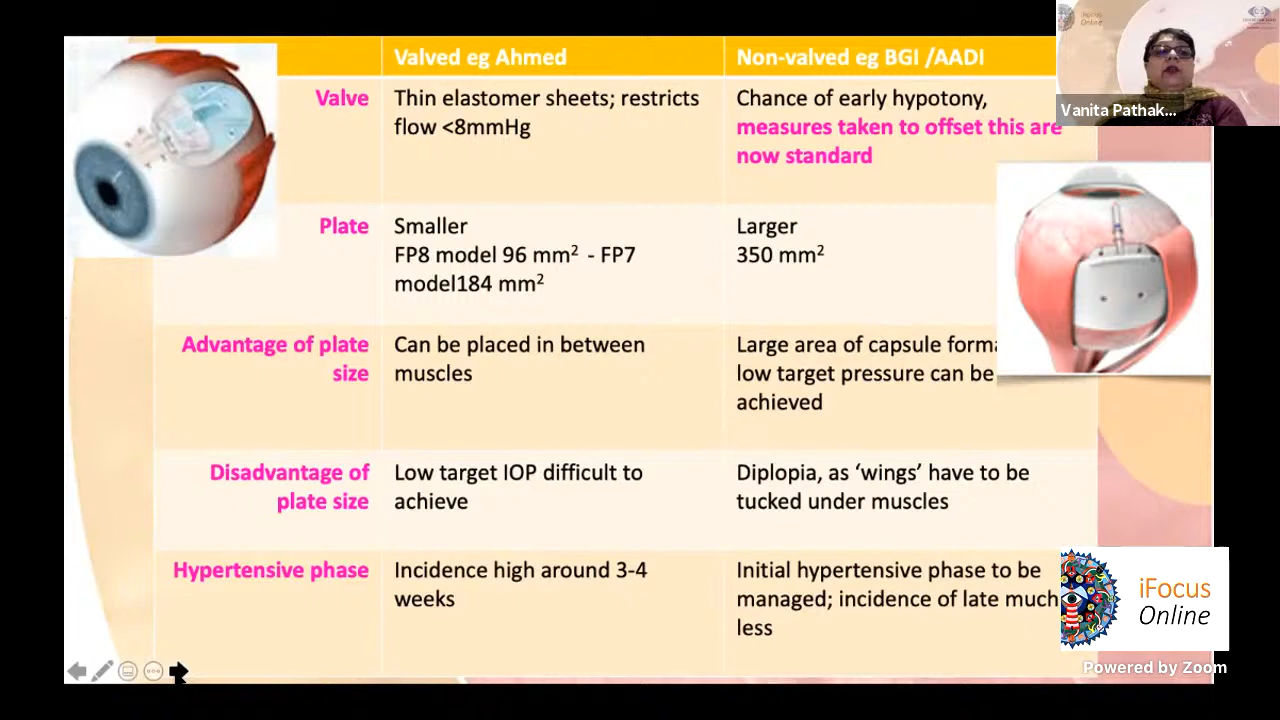 Valved eg Ahmed
Non-valved eg BGI /AADI
Valve
Thin elastomer sheets; restricts
flow <8mmHg
Chance of early hypotony,
measures taken to offset this are
now standard
Plate
Smaller
FP8 model 96 mm² - FP7
model184 mm²
Larger
350 mm²
Advantage of plate
size
Can be placed in between
muscles
Large area of capsule forma
low target pressure can be
achieved
Disadvantage of
plate size
Low target IOP difficult to
achieve
Diplopia, as ‘wings’ have to be
tucked under muscles
Hypertensive phase
Incidence high around 3-4
weeks
Initial hypertensive phase to be
managed; incidence of late much
less
iFocus
Online
Vanita Pathak...
iFocus
Online
Powered by Zoom